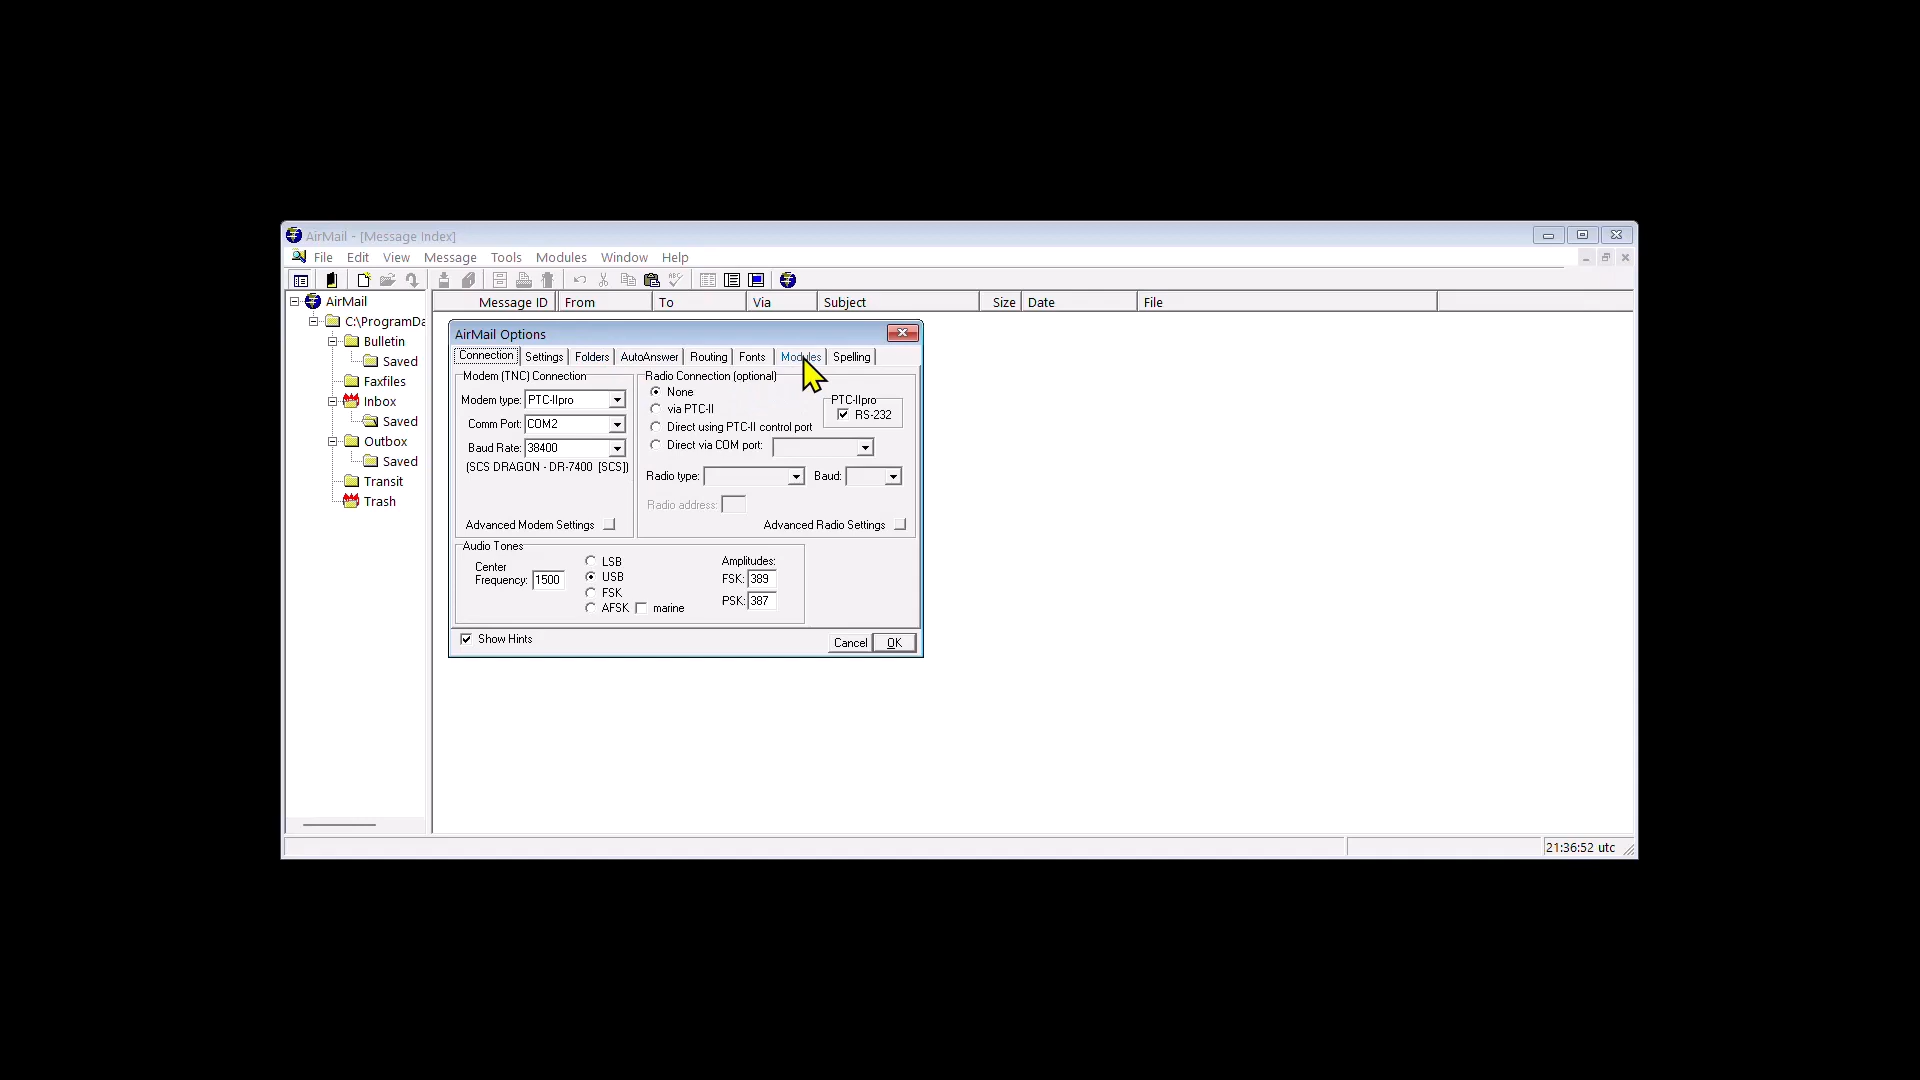 AirMail - [Message Index]
File Edit View Message Tools Modules Window Help
Message ID From To Via Subject Size Date File
AirMail
C:\ProgramDa
Bulletin
Saved
Faxfiles
Inbox
Saved
Outbox
Saved
Transit
Trash
AirMail Options
Connection Settings Folders AutoAnswer Routing Fonts Modules Spelling
Modem (TNC) Connection
Modem type: PTC-IIpro
Comm Port: COM2
Baud Rate: 38400
(SCS DRAGON - DR-7400 [SCS])
Advanced Modem Settings
Radio Connection (optional)
None
via PTC-II
Direct using PTC-II control port
Direct via COM port:
PTC-IIpro
RS-232
Radio type: Baud:
Radio address:
Advanced Radio Settings
Audio Tones
Center
Frequency: 1500
LSB
USB
FSK
AFSK marine
Amplitudes:
FSK: 389
PSK: 387
Show Hints
Cancel OK
21:36:52 utc